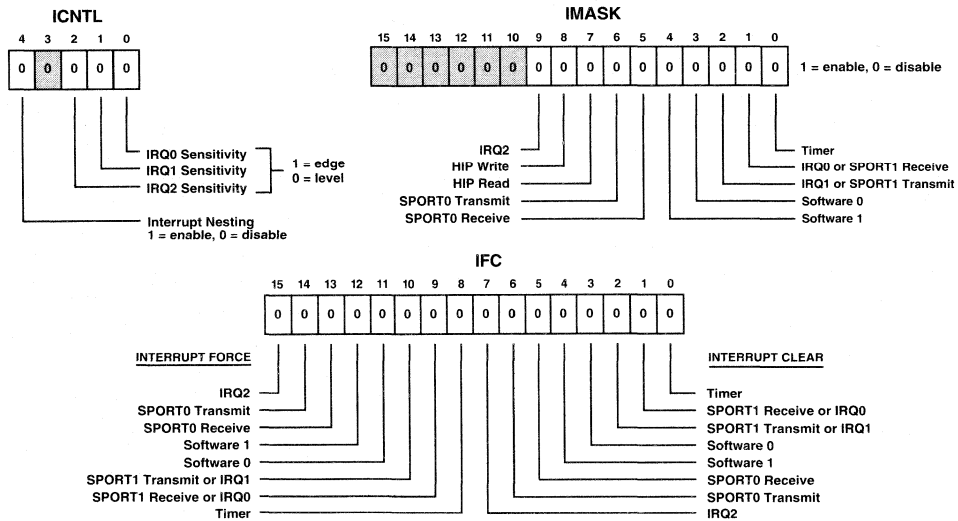 ICNTL
4 3 2 1 0
0 0 0 0 0
IRQ0 Sensitivity
IRQ1 Sensitivity
IRQ2 Sensitivity
1 = edge
0 = level
Interrupt Nesting
1 = enable, 0 = disable
IMASK
15 14 13 12 11 10 9 8 7 6 5 4 3 2 1 0
0 0 0 0 0 0 0 0 0 0 0 0 0 0 0 0
1 = enable, 0 = disable
IRQ2
HIP Write
HIP Read
SPORT0 Transmit
SPORT0 Receive
Timer
IRQ0 or SPORT1 Receive
IRQ1 or SPORT1 Transmit
Software 0
Software 1
IFC
15 14 13 12 11 10 9 8 7 6 5 4 3 2 1 0
0 0 0 0 0 0 0 0 0 0 0 0 0 0 0 0
INTERRUPT FORCE
IRQ2
SPORT0 Transmit
SPORT0 Receive
Software 1
Software 0
SPORT1 Transmit or IRQ1
SPORT1 Receive or IRQ0
Timer
INTERRUPT CLEAR
Timer
SPORT1 Receive or IRQ0
SPORT1 Transmit or IRQ1
Software 0
Software 1
SPORT0 Receive
SPORT0 Transmit
IRQ2